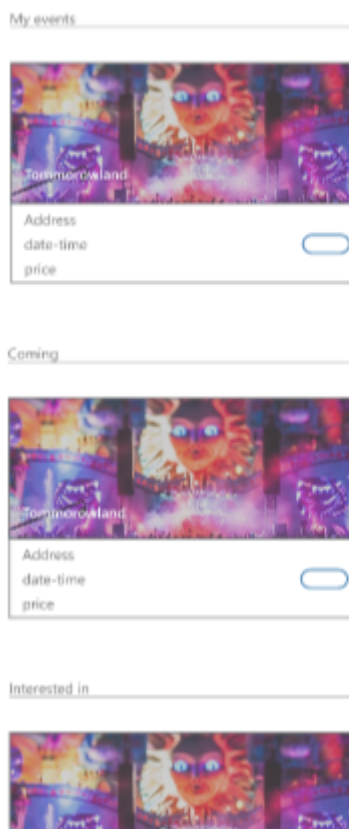 My events
Tommorowland
Address
date-time
price
Coming
Tommorowland
Address
date-time
price
Interested in